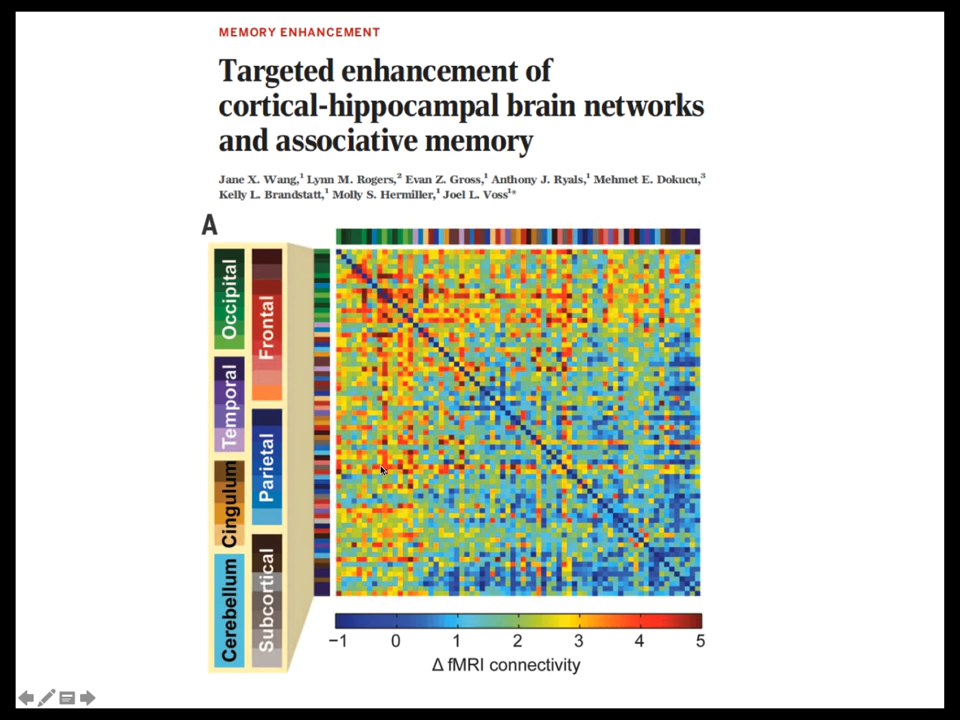 MEMORY ENHANCEMENT
Targeted enhancement of
cortical-hippocampal brain networks
and associative memory
Jane X. Wang,¹ Lynn M. Rogers,² Evan Z. Gross,¹ Anthony J. Ryals,¹ Mehmet E. Dokucu,³
Kelly L. Brandstatt,¹ Molly S. Hermiller,¹ Joel L. Voss¹*
A
Occipital
Frontal
Temporal
Parietal
Cingulum
Cerebellum
Subcortical
−1 0 1 2 3 4 5
Δ fMRI connectivity